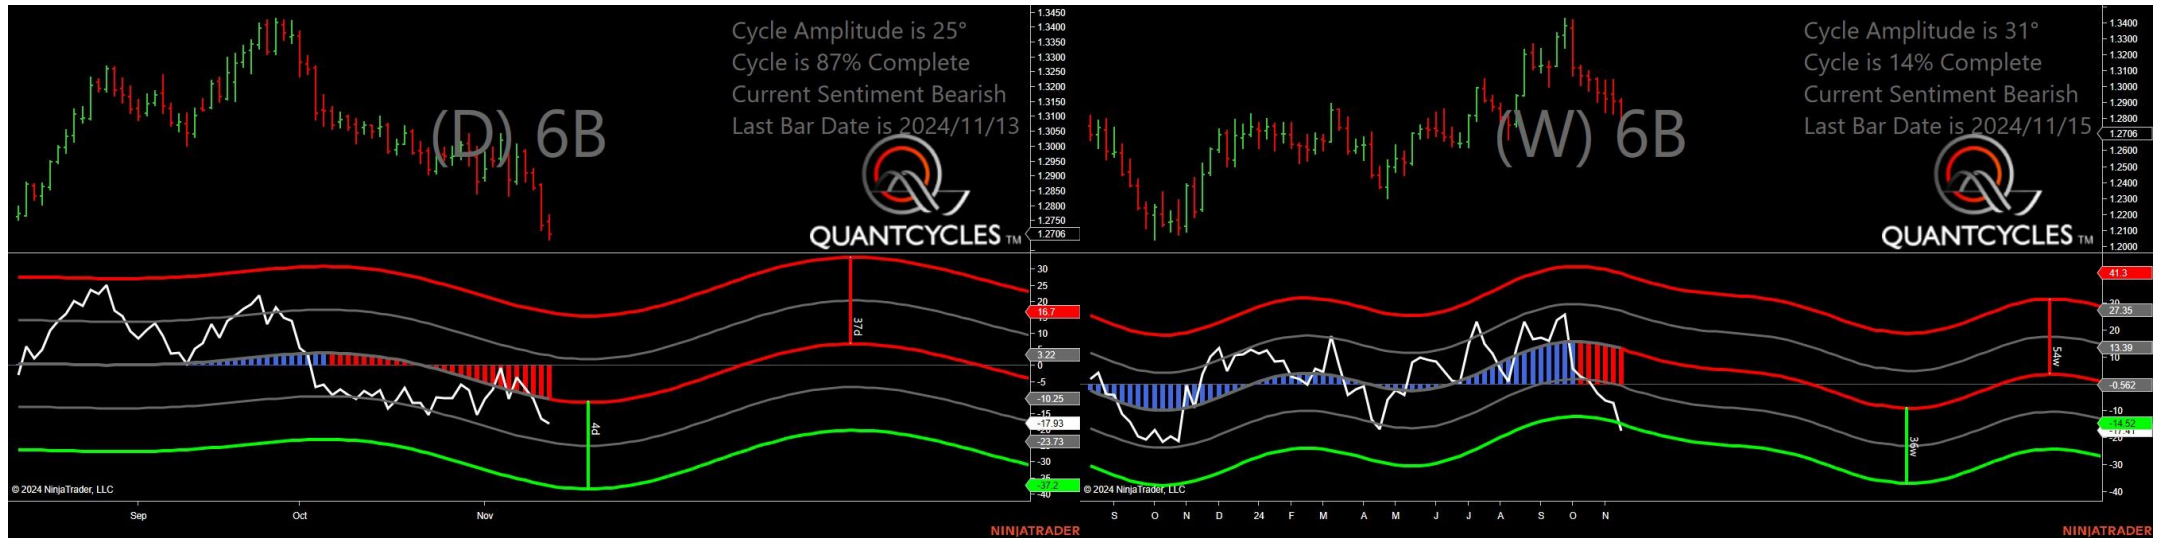 Cycle Amplitude is 25°
Cycle is 87% Complete
Current Sentiment Bearish
Last Bar Date is 2024/11/13
(D) 6B
QUANTCYCLES TM
1.3450
1.3400
1.3350
1.3300
1.3250
1.3200
1.3150
1.3100
1.3050
1.3000
1.2950
1.2900
1.2850
1.2800
1.2750
1.2706
30
25
20
16.7
10
5
3.22
0
-5
-10.25
-15
-17.93
-23.73
-30
-37.2
-40
37d
4d
© 2024 NinjaTrader, LLC
Sep
Oct
Nov
NINJATRADER
Cycle Amplitude is 31°
Cycle is 14% Complete
Current Sentiment Bearish
Last Bar Date is 2024/11/15
(W) 6B
QUANTCYCLES TM
1.3400
1.3300
1.3200
1.3100
1.3000
1.2900
1.2800
1.2706
1.2600
1.2500
1.2400
1.2300
1.2200
1.2100
1.2000
41.3
27.35
20
13.39
10
-0.562
-10
-14.52
-30
-40
54w
36w
© 2024 NinjaTrader, LLC
S
O
N
D
24
F
M
A
M
J
J
A
S
O
N
NINJATRADER